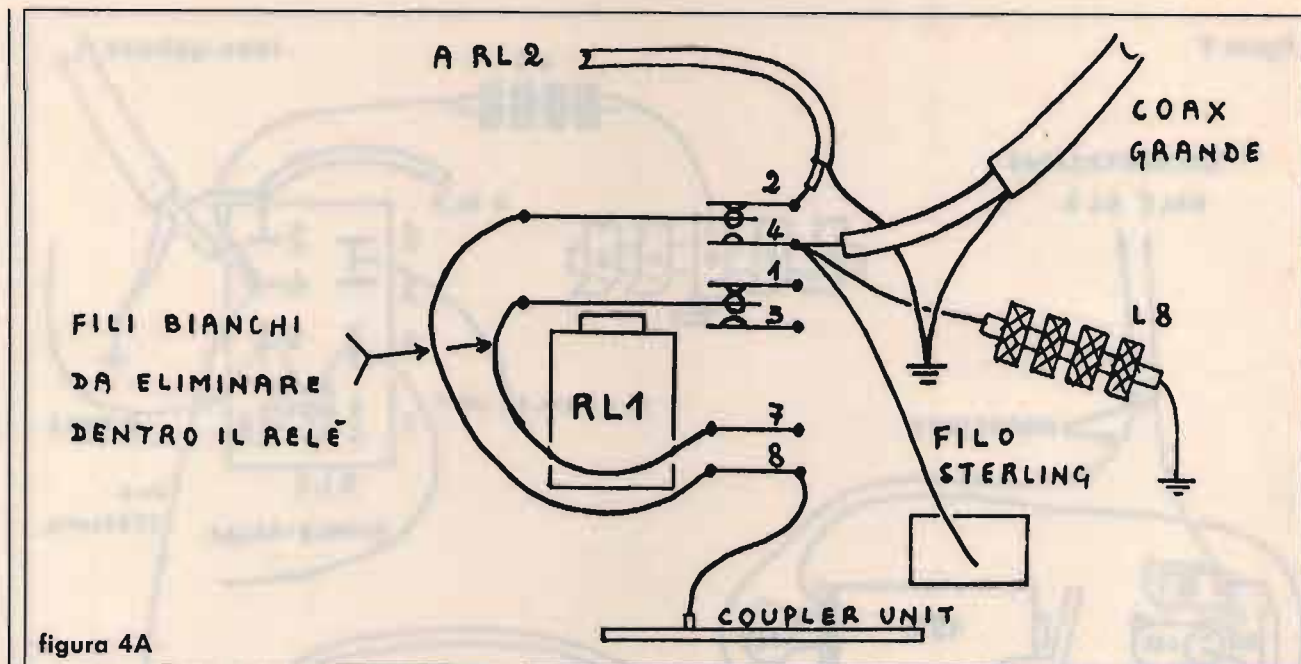 A RL2
COAX
GRANDE
2
4
1
3
L8
FILI BIANCHI
DA ELIMINARE
DENTRO IL RELÈ
RL1
7
8
FILO
STERLING
COUPLER UNIT
figura 4A